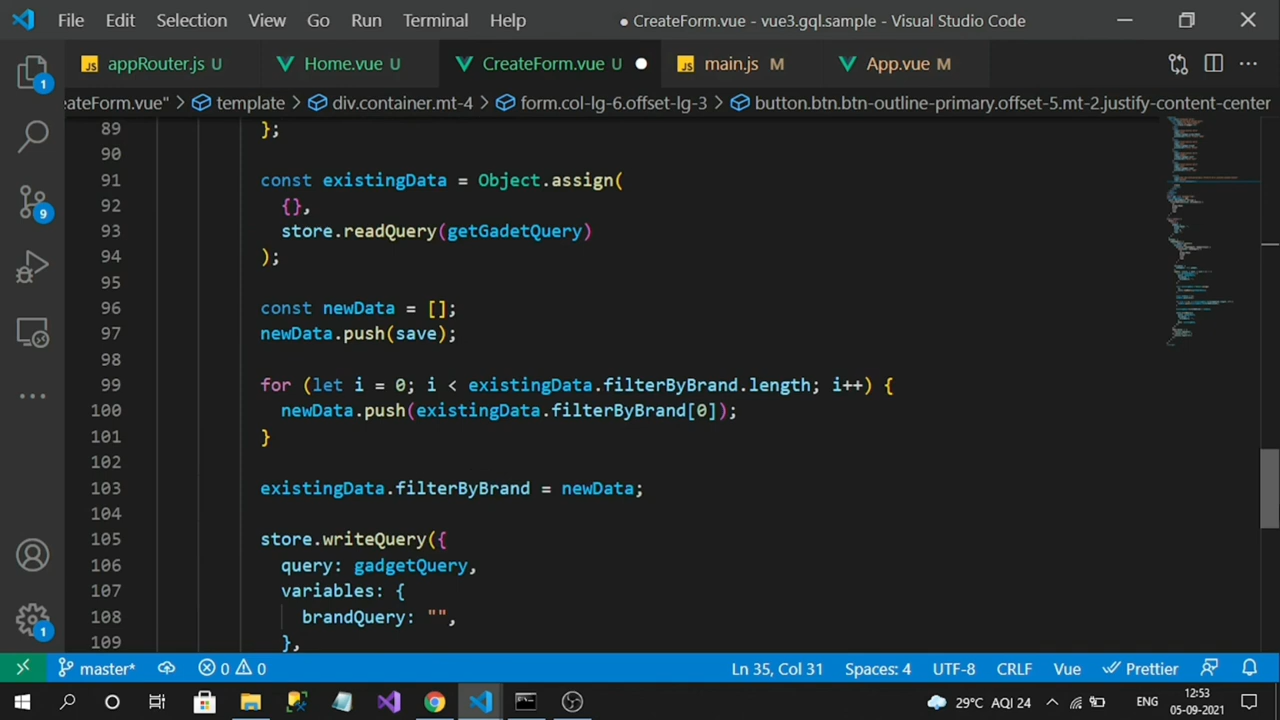 File Edit Selection View Go Run Terminal Help ● CreateForm.vue - vue3.gql.sample - Visual Studio Code
JS appRouter.js U Home.vue U CreateForm.vue U ● JS main.js M App.vue M
eateForm.vue" > template > div.container.mt-4 > form.col-lg-6.offset-lg-3 > button.btn.btn-outline-primary.offset-5.mt-2.justify-content-center
1
9
1
89 };
90
91 const existingData = Object.assign(
92 {},
93 store.readQuery(getGadetQuery)
94 );
95
96 const newData = [];
97 newData.push(save);
98
99 for (let i = 0; i < existingData.filterByBrand.length; i++) {
100 newData.push(existingData.filterByBrand[0]);
101 }
102
103 existingData.filterByBrand = newData;
104
105 store.writeQuery({
106 query: gadgetQuery,
107 variables: {
108 brandQuery: "",
109 },
master* 0 0 Ln 35, Col 31 Spaces: 4 UTF-8 CRLF Vue Prettier
29°C AQI 24 ENG 12:53
05-09-2021